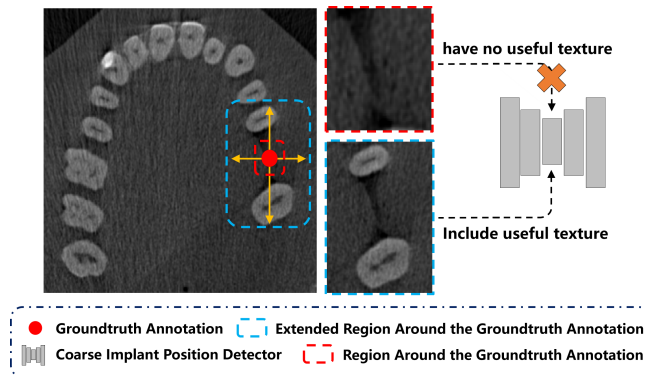 have no useful texture
Include useful texture
Groundtruth Annotation
Extended Region Around the Groundtruth Annotation
Coarse Implant Position Detector
Region Around the Groundtruth Annotation